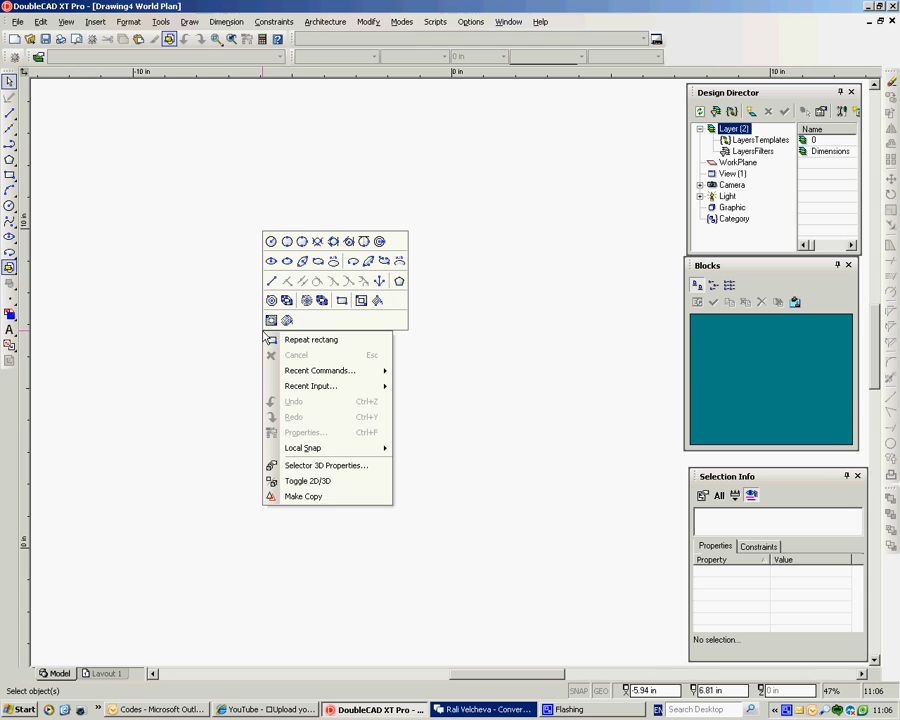 DoubleCAD XT Pro - [Drawing4 World Plan]
File Edit View Insert Format Tools Draw Dimension Constraints Architecture Modify Modes Scripts Options Window Help
0 in
-10 in 0 in 10 in
Design Director
Layer (2)
LayersTemplates
LayersFilters
WorkPlane
View (1)
Camera
Light
Graphic
Category
Name
0
Dimensions
10 in
Blocks
Repeat rectang
Cancel Esc
Recent Commands...
Recent Input...
Undo Ctrl+Z
Redo Ctrl+Y
Properties... Ctrl+F
Local Snap
Selector 3D Properties...
Toggle 2D/3D
Make Copy
Selection Info
All
Properties Constraints
Property Value
0 in
No selection...
A
Model Layout 1
Select object(s) SNAP GEO X -5.94 in Y 6.81 in Z 0 in 47% 11:06
Start Codes - Microsoft Outl... YouTube - Upload yo... DoubleCAD XT Pro - ... Rali Velcheva - Conver... Flashing EN Search Desktop 11:06